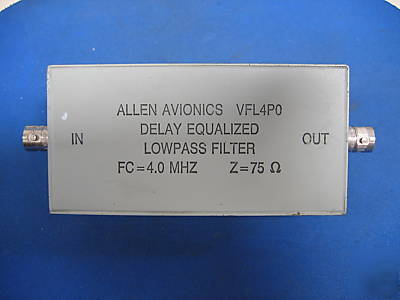 ALLEN AVIONICS VFL4P0
IN DELAY EQUALIZED OUT
LOWPASS FILTER
FC=4.0 MHZ Z=75 Ω